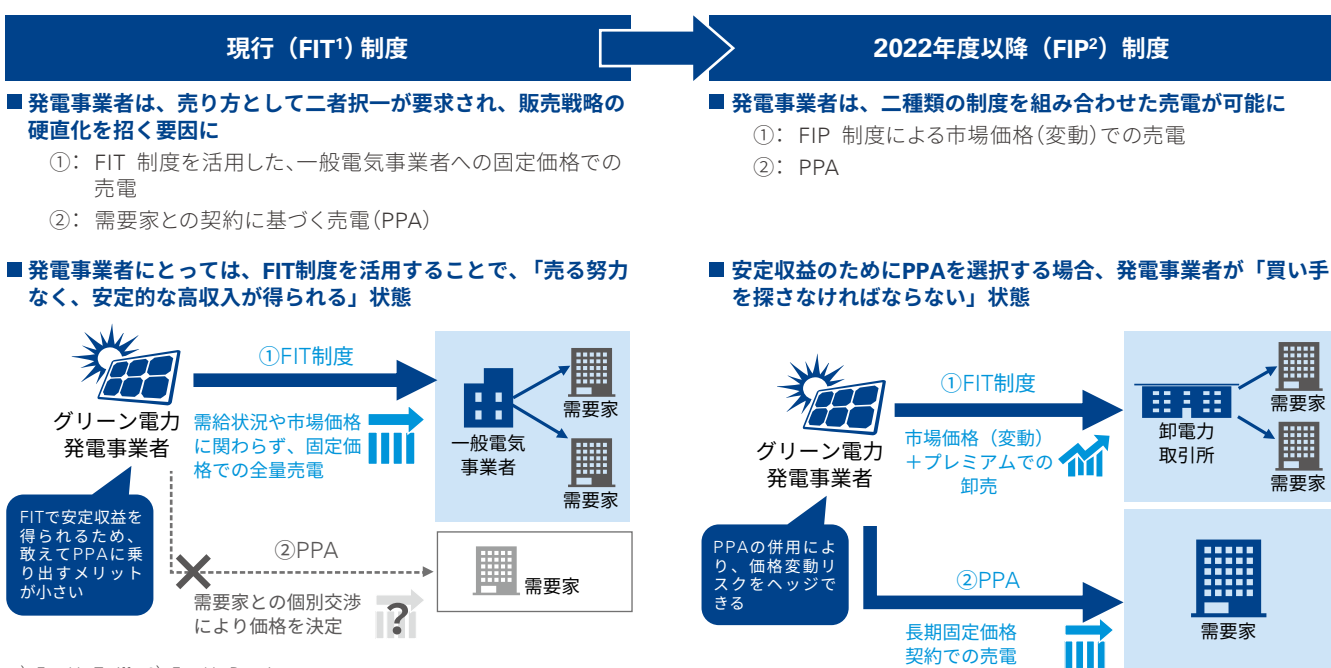 現行（FIT¹）制度
■ 発電事業者は、売り方として二者択一が要求され、販売戦略の
硬直化を招く要因に
①： FIT 制度を活用した、一般電気事業者への固定価格での
売電
②： 需要家との契約に基づく売電（PPA）
■ 発電事業者にとっては、FIT制度を活用することで、「売る努力
なく、安定的な高収入が得られる」状態
①FIT制度
グリーン電力
発電事業者
需給状況や市場価格
に関わらず、固定価
格での全量売電
一般電気
事業者
需要家
需要家
FITで安定収益を
得られるため、
敢えてPPAに乗
り出すメリット
が小さい
②PPA
需要家との個別交渉
により価格を決定
?
需要家
2022年度以降（FIP²）制度
■ 発電事業者は、二種類の制度を組み合わせた売電が可能に
①： FIP 制度による市場価格（変動）での売電
②： PPA
■ 安定収益のためにPPAを選択する場合、発電事業者が「買い手
を探さなければならない」状態
①FIT制度
グリーン電力
発電事業者
市場価格（変動）
＋プレミアムでの
卸売
卸電力
取引所
需要家
需要家
PPAの併用によ
り、価格変動リ
スクをヘッジで
きる
②PPA
長期固定価格
契約での売電
需要家